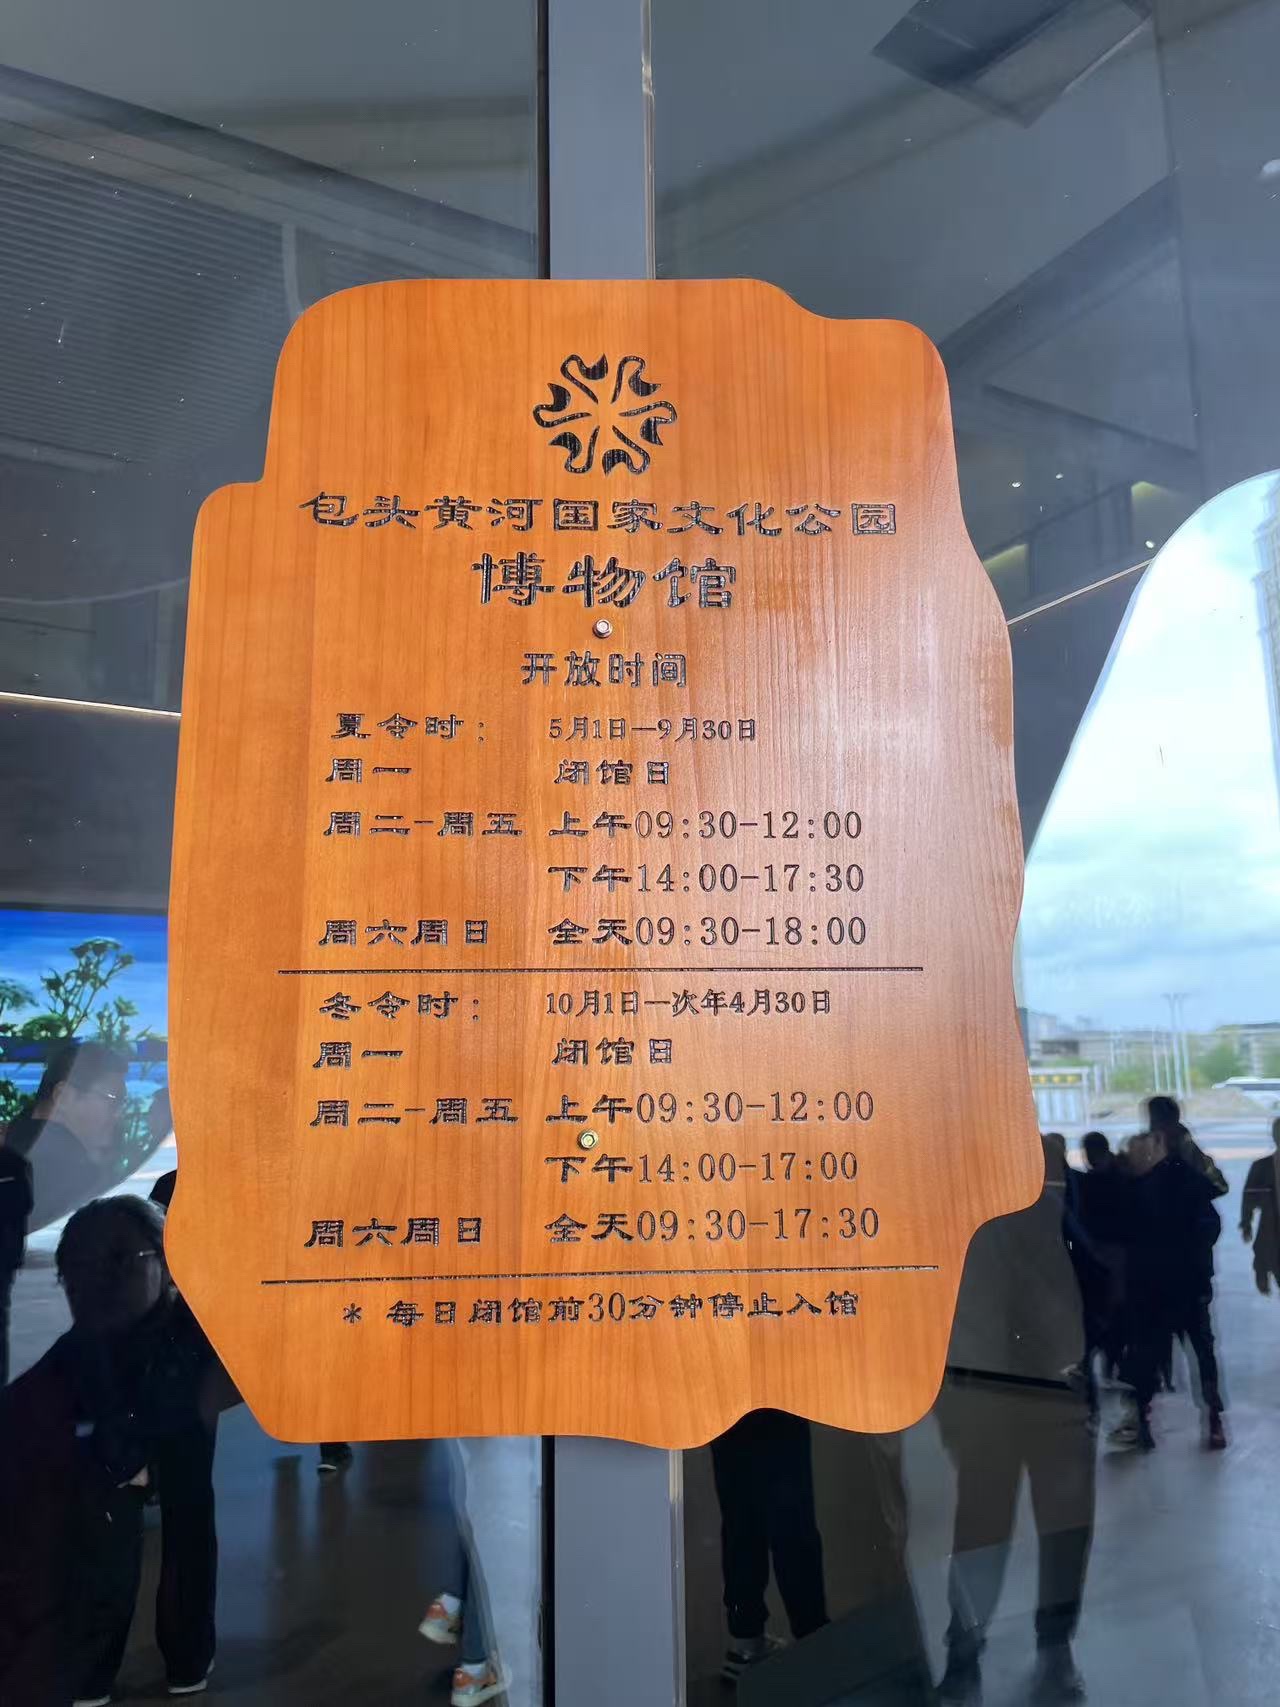 包头黄河国家文化公园
博物馆
开放时间
夏令时： 5月1日—9月30日
周一 闭馆日
周二-周五 上午09:30-12:00
下午14:00-17:30
周六周日 全天09:30-18:00
冬令时： 10月1日—次年4月30日
周一 闭馆日
周二-周五 上午09:30-12:00
下午14:00-17:00
周六周日 全天09:30-17:30
* 每日闭馆前30分钟停止入馆